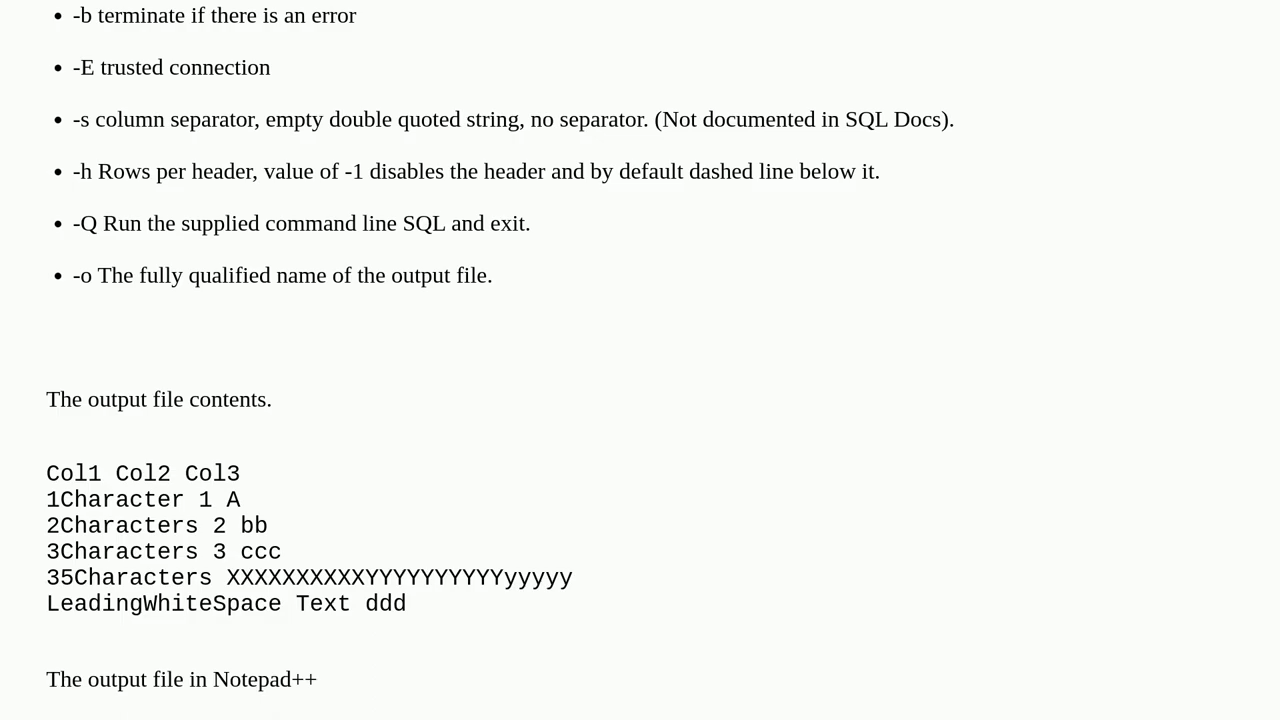 • -b terminate if there is an error
• -E trusted connection
• -s column separator, empty double quoted string, no separator. (Not documented in SQL Docs).
• -h Rows per header, value of -1 disables the header and by default dashed line below it.
• -Q Run the supplied command line SQL and exit.
• -o The fully qualified name of the output file.
The output file contents.
Col1 Col2 Col3
1Character 1 A
2Characters 2 bb
3Characters 3 ccc
35Characters XXXXXXXXXXYYYYYYYYYYyyyyy
LeadingWhiteSpace Text ddd
The output file in Notepad++